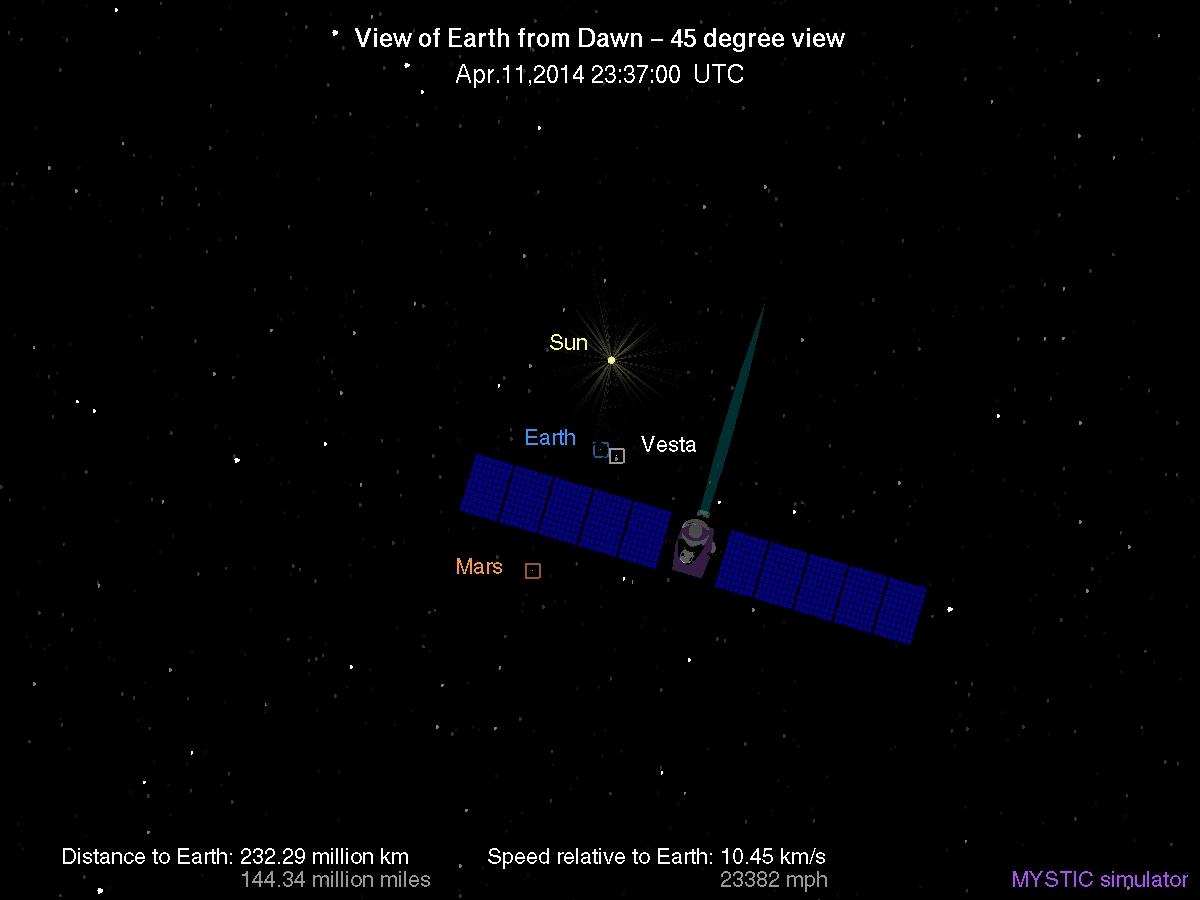 View of Earth from Dawn – 45 degree view
Apr.11,2014 23:37:00 UTC
Sun
Earth
Vesta
Mars
Distance to Earth: 232.29 million km
144.34 million miles
Speed relative to Earth: 10.45 km/s
23382 mph
MYSTIC simulator